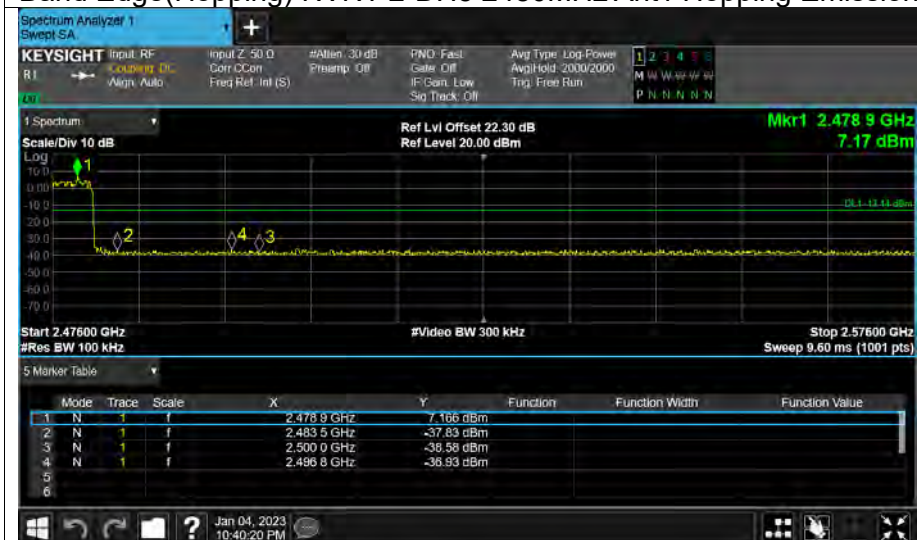 Spectrum Analyzer 1
Swept SA
+
KEYSIGHT Input: RF Input Z: 50 Ω #Atten: 30 dB PNO: Fast Avg Type: Log-Power 1 2 3 4 5 6
R1 Coupling: DC Corr CCorr Preamp: Off Gate: Off Avg|Hold: 2000/2000 M W W W W W
Align: Auto Freq Ref: Int (S) IF Gain: Low Trig: Free Run
Sig Track: Off P N N N N N
1 Spectrum Ref Lvl Offset 22.30 dB Mkr1 2.478 9 GHz
Scale/Div 10 dB Ref Level 20.00 dBm 7.17 dBm
Log
10.0
0.00
-10.0
-20.0
-30.0
-40.0
-50.0
-60.0
-70.0
1
2
4
3
Start 2.47600 GHz #Video BW 300 kHz Stop 2.57600 GHz
#Res BW 100 kHz Sweep 9.60 ms (1001 pts)
5 Marker Table
Mode Trace Scale X Y Function Function Width Function Value
1 N 1 f 2.478 9 GHz 7.166 dBm
2 N 1 f 2.483 5 GHz -37.83 dBm
3 N 1 f 2.500 0 GHz -38.58 dBm
4 N 1 f 2.496 8 GHz -36.93 dBm
5
6
? Jan 04, 2023
10:40:20 PM